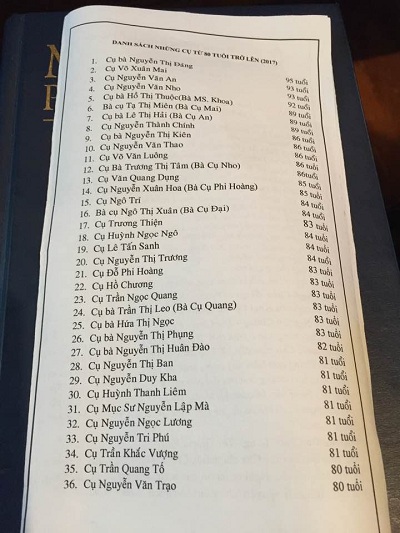 DANH SÁCH NHỮNG CỤ TỪ 80 TUỔI TRỞ LÊN (2017)
1. Cụ bà Nguyễn Thị Đáng 95 tuổi
2. Cụ Võ Xuân Mai 93 tuổi
3. Cụ Nguyễn Văn An 93 tuổi
4. Cụ Nguyễn Văn Nho 92 tuổi
5. Cụ bà Hồ Thị Thuộc(Bà MS. Khoa) 89 tuổi
6. Bà cụ Tạ Thị Miên (Bà cụ Mai) 89 tuổi
7. Cụ bà Lê Thị Hải (Bà Cụ An) 89 tuổi
8. Cụ Nguyễn Thành Chính 89 tuổi
9. Cụ bà Nguyễn Thị Kiên 86 tuổi
10. Cụ Nguyễn Văn Thao 86 tuổi
11. Cụ Võ Văn Luông 86 tuổi
12. Cụ Bà Trương Thị Tâm (Bà Cụ Nho) 86tuổi
13. Cụ Văn Quang Dụng 85 tuổi
14. Cụ Nguyễn Xuân Hoa (Bà Cụ Phi Hoàng) 85 tuổi
15. Cụ Ngô Trí 84 tuổi
16. Bà cụ Ngô Thị Xuân (Bà Cụ Đại) 84 tuổi
17. Cụ Trương Thiện 83 tuổi
18. Cụ Huỳnh Ngọc Ngô 84 tuổi
19. Cụ Lê Tấn Sanh 84 tuổi
20. Cụ Nguyễn Thị Trương 84 tuổi
21. Cụ Đỗ Phi Hoàng 83 tuổi
22. Cụ Hồ Chương 83 tuổi
23. Cụ Trần Ngọc Quang 83 tuổi
24. Cụ bà Trần Thị Leo (Bà Cụ Quang) 83 tuổi
25. Cụ bà Hứa Thị Ngọc 83 tuổi
26. Cụ bà Nguyễn Thị Phụng 83 tuổi
27. Cụ bà Nguyễn Thị Huân Đào 82 tuổi
28. Cụ Nguyễn Thị Ban 81 tuổi
29. Cụ Nguyễn Duy Kha 81 tuổi
30. Cụ Huỳnh Thanh Liêm 81 tuổi
31. Cụ Mục Sư Nguyễn Lập Mà 81 tuổi
32. Cụ Nguyễn Ngọc Lương 81 tuổi
33. Cụ Nguyễn Tri Phú 81 tuổi
34. Cụ Trần Khắc Vượng 81 tuổi
35. Cụ Trần Quang Tố 80 tuổi
36. Cụ Nguyễn Văn Trạo 80 tuổi